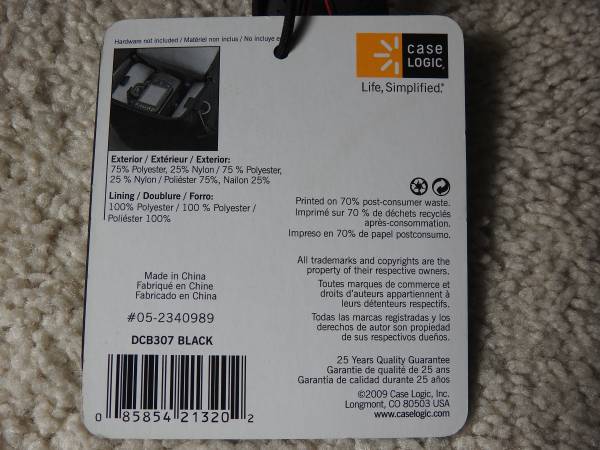 Hardware not included / Matériel non inclus / No incluye e
case
LOGIC®
Life, Simplified.®
Exterior / Extérieur / Exterior:
75% Polyester, 25% Nylon / 75 % Polyester,
25 % Nylon / Poliéster 75%, Nailon 25%
Lining / Doublure / Forro:
100% Polyester / 100 % Polyester /
Poliéster 100%
Printed on 70% post-consumer waste.
Imprimé sur 70 % de déchets recyclés
après-consommation.
Impreso en 70% de papel postconsumo.
All trademarks and copyrights are the
property of their respective owners.
Toutes marques de commerce et
droits d'auteurs appartiennent à
leurs détenteurs respectifs.
Todas las marcas registradas y los
derechos de autor son propiedad
de sus respectivos dueños.
Made in China
Fabriqué en Chine
Fabricado en China
#05-2340989
DCB307 BLACK
0 85854 21320 2
25 Years Quality Guarantee
Garantie de qualité de 25 ans
Garantía de calidad durante 25 años
©2009 Case Logic, Inc.
Longmont, CO 80503 USA
www.caselogic.com